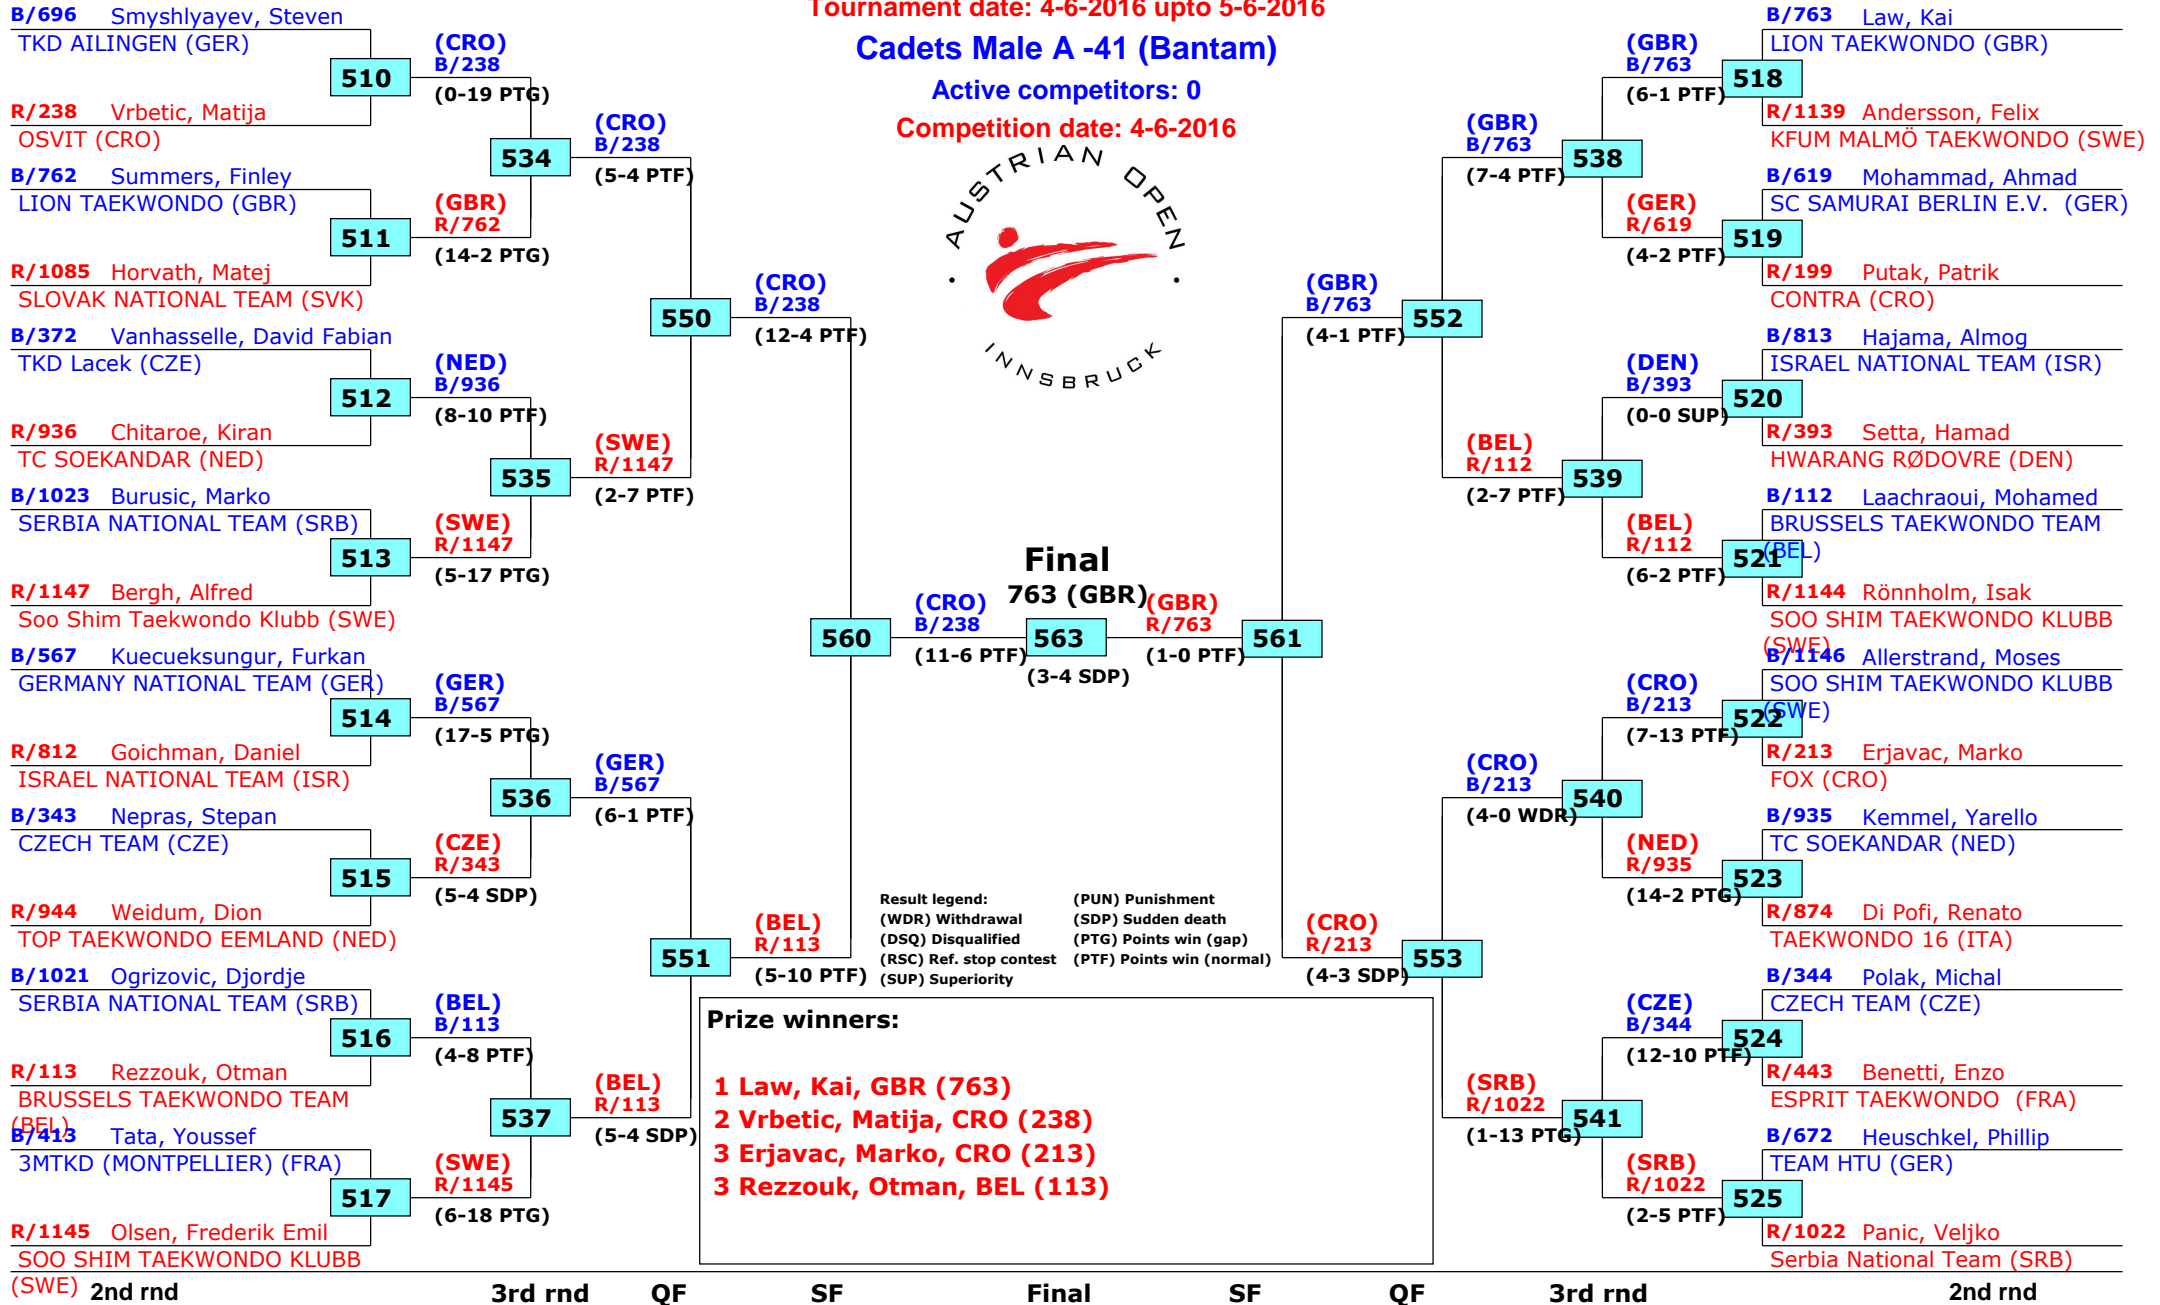 Tournament date: 4-6-2016 upto 5-6-2016
Cadets Male A -41 (Bantam)
Active competitors: 0
Competition date: 4-6-2016
AUSTRIAN OPEN
INNSBRUCK
B/696 Smyshlyayev, Steven
TKD AILINGEN (GER)
510
R/238 Vrbetic, Matija
OSVIT (CRO)
B/762 Summers, Finley
LION TAEKWONDO (GBR)
511
R/1085 Horvath, Matej
SLOVAK NATIONAL TEAM (SVK)
B/372 Vanhasselle, David Fabian
TKD Lacek (CZE)
512
R/936 Chitaroe, Kiran
TC SOEKANDAR (NED)
B/1023 Burusic, Marko
SERBIA NATIONAL TEAM (SRB)
513
R/1147 Bergh, Alfred
Soo Shim Taekwondo Klubb (SWE)
B/567 Kuecueksungur, Furkan
GERMANY NATIONAL TEAM (GER)
514
R/812 Goichman, Daniel
ISRAEL NATIONAL TEAM (ISR)
B/343 Nepras, Stepan
CZECH TEAM (CZE)
515
R/944 Weidum, Dion
TOP TAEKWONDO EEMLAND (NED)
B/1021 Ogrizovic, Djordje
SERBIA NATIONAL TEAM (SRB)
516
R/113 Rezzouk, Otman
BRUSSELS TAEKWONDO TEAM
(BEL)
B/413 Tata, Youssef
3MTKD (MONTPELLIER) (FRA)
517
R/1145 Olsen, Frederik Emil
SOO SHIM TAEKWONDO KLUBB
(SWE)
(CRO)
B/238
(0-19 PTG)
534
(GBR)
R/762
(14-2 PTG)
(NED)
B/936
(8-10 PTF)
535
(SWE)
R/1147
(5-17 PTG)
(GER)
B/567
(17-5 PTG)
536
(CZE)
R/343
(5-4 SDP)
(BEL)
B/113
(4-8 PTF)
537
(SWE)
R/1145
(6-18 PTG)
(CRO)
B/238
(5-4 PTF)
550
(SWE)
R/1147
(2-7 PTF)
(GER)
B/567
(6-1 PTF)
551
(BEL)
R/113
(5-4 SDP)
(CRO)
B/238
(12-4 PTF)
560
(BEL)
R/113
(5-10 PTF)
Final
763 (GBR)
(CRO)
B/238
(11-6 PTF)
563
(3-4 SDP)
(GBR)
R/763
(1-0 PTF)
561
(GBR)
B/763
(4-1 PTF)
552
(CRO)
R/213
(4-3 SDP)
553
(GBR)
B/763
(7-4 PTF)
538
(BEL)
R/112
(2-7 PTF)
539
(CRO)
B/213
(4-0 WDR)
540
(SRB)
R/1022
(1-13 PTG)
541
(GBR)
B/763
(6-1 PTF)
(GER)
R/619
(4-2 PTF)
(DEN)
B/393
(0-0 SUP)
(BEL)
R/112
(6-2 PTF)
(CRO)
B/213
(7-13 PTF)
(NED)
R/935
(14-2 PTG)
(CZE)
B/344
(12-10 PTF)
(SRB)
R/1022
(2-5 PTF)
B/763 Law, Kai
LION TAEKWONDO (GBR)
518
R/1139 Andersson, Felix
KFUM MALMÖ TAEKWONDO (SWE)
B/619 Mohammad, Ahmad
SC SAMURAI BERLIN E.V. (GER)
519
R/199 Putak, Patrik
CONTRA (CRO)
B/813 Hajama, Almog
ISRAEL NATIONAL TEAM (ISR)
520
R/393 Setta, Hamad
HWARANG RØDOVRE (DEN)
B/112 Laachraoui, Mohamed
BRUSSELS TAEKWONDO TEAM
(BEL)
521
R/1144 Rönnholm, Isak
SOO SHIM TAEKWONDO KLUBB
(SWE)
B/1146 Allerstrand, Moses
SOO SHIM TAEKWONDO KLUBB
(SWE)
522
R/213 Erjavac, Marko
FOX (CRO)
B/935 Kemmel, Yarello
TC SOEKANDAR (NED)
523
R/874 Di Pofi, Renato
TAEKWONDO 16 (ITA)
B/344 Polak, Michal
CZECH TEAM (CZE)
524
R/443 Benetti, Enzo
ESPRIT TAEKWONDO (FRA)
B/672 Heuschkel, Phillip
TEAM HTU (GER)
525
R/1022 Panic, Veljko
Serbia National Team (SRB)
Result legend:
(WDR) Withdrawal
(DSQ) Disqualified
(RSC) Ref. stop contest
(SUP) Superiority
(PUN) Punishment
(SDP) Sudden death
(PTG) Points win (gap)
(PTF) Points win (normal)
Prize winners:
1 Law, Kai, GBR (763)
2 Vrbetic, Matija, CRO (238)
3 Erjavac, Marko, CRO (213)
3 Rezzouk, Otman, BEL (113)
2nd rnd 3rd rnd QF SF Final SF QF 3rd rnd 2nd rnd